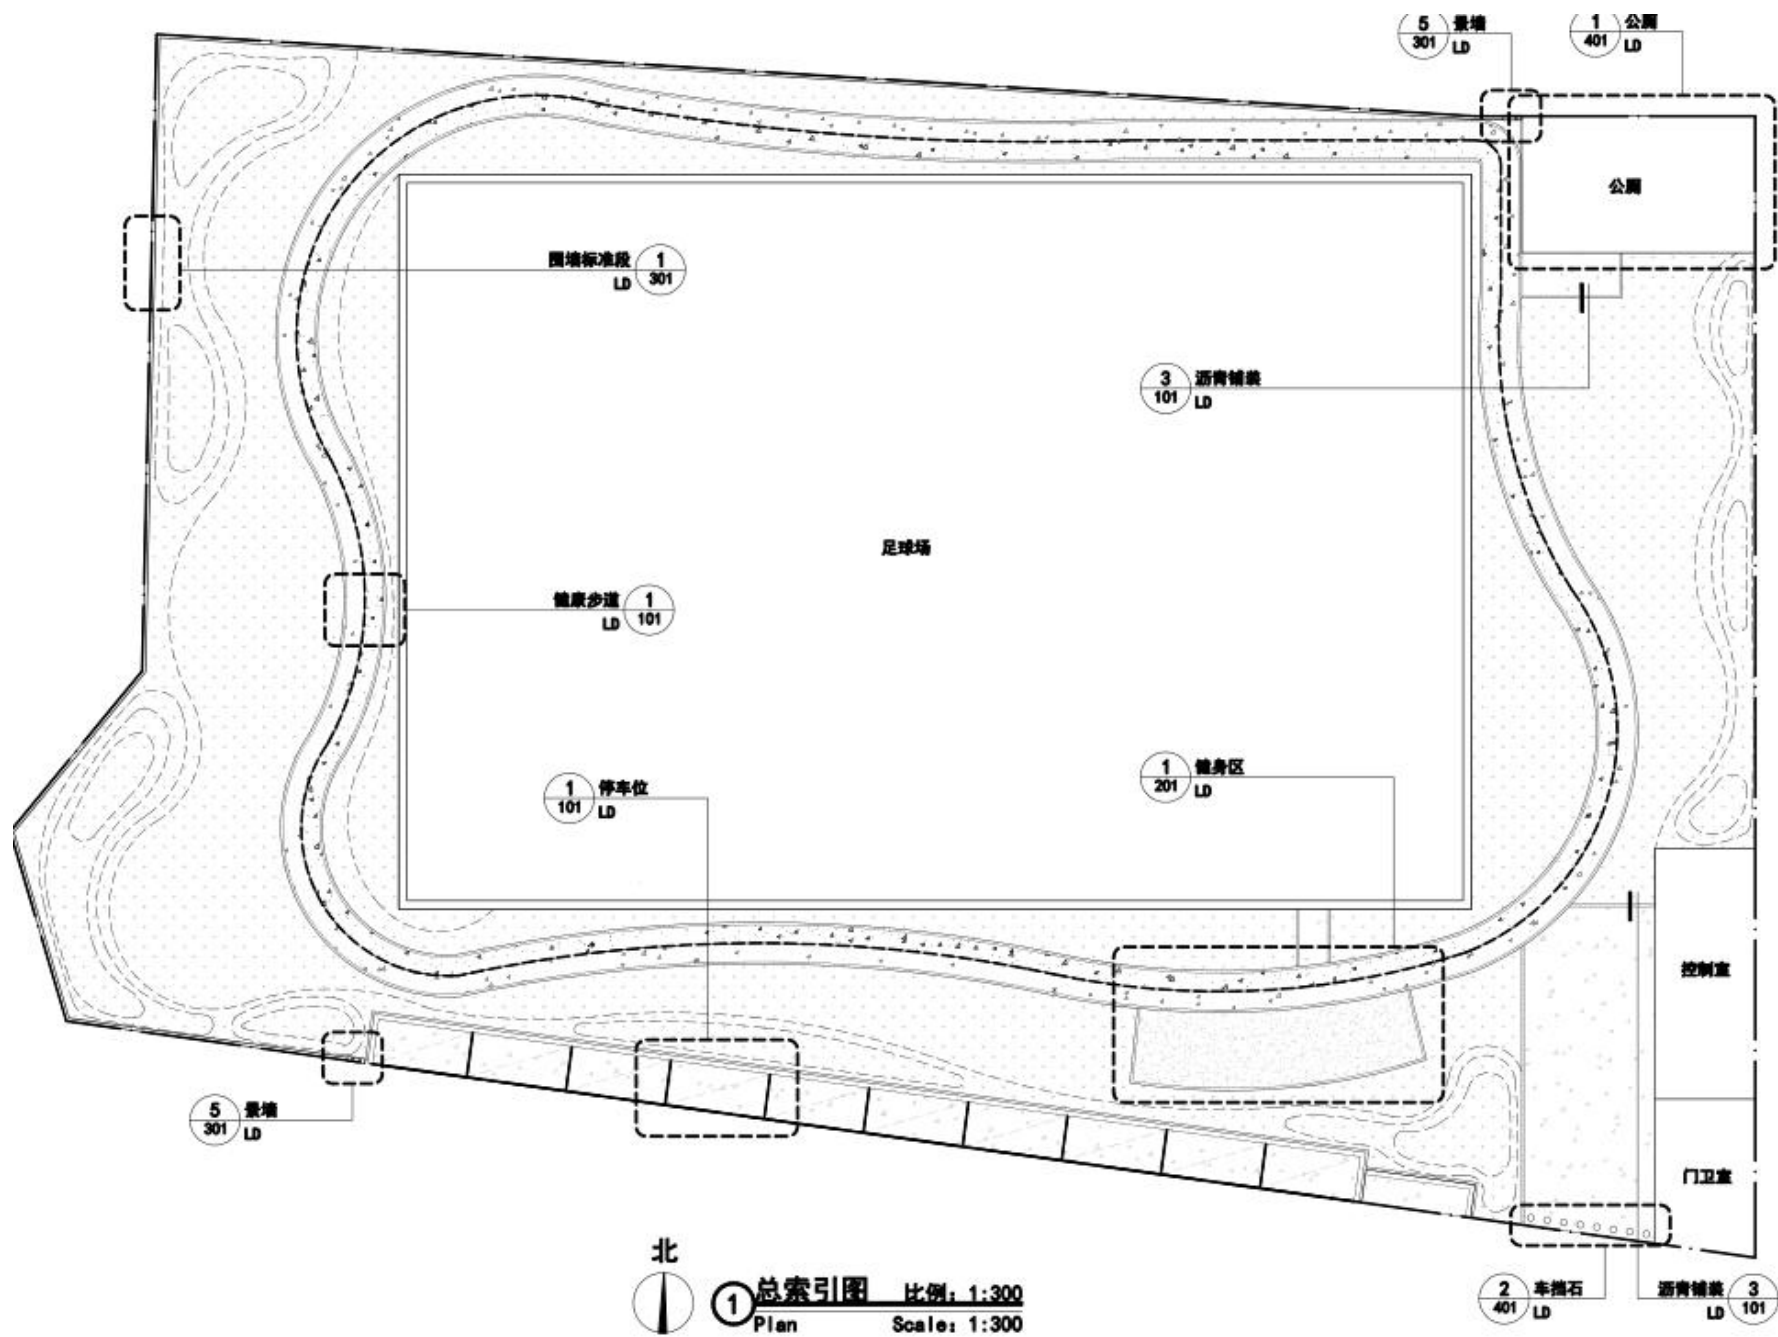 5 景墙
301 LD
1 公厕
401 LD
公厕
围墙标准段 1
LD 301
3 沥青铺装
101 LD
足球场
健康步道 1
LD 101
1 停车位
101 LD
1 健身区
201 LD
控制室
5 景墙
301 LD
门卫室
北
1 总索引图 比例：1:300
Plan Scale：1:300
2 车挡石
401 LD
沥青铺装 3
LD 101